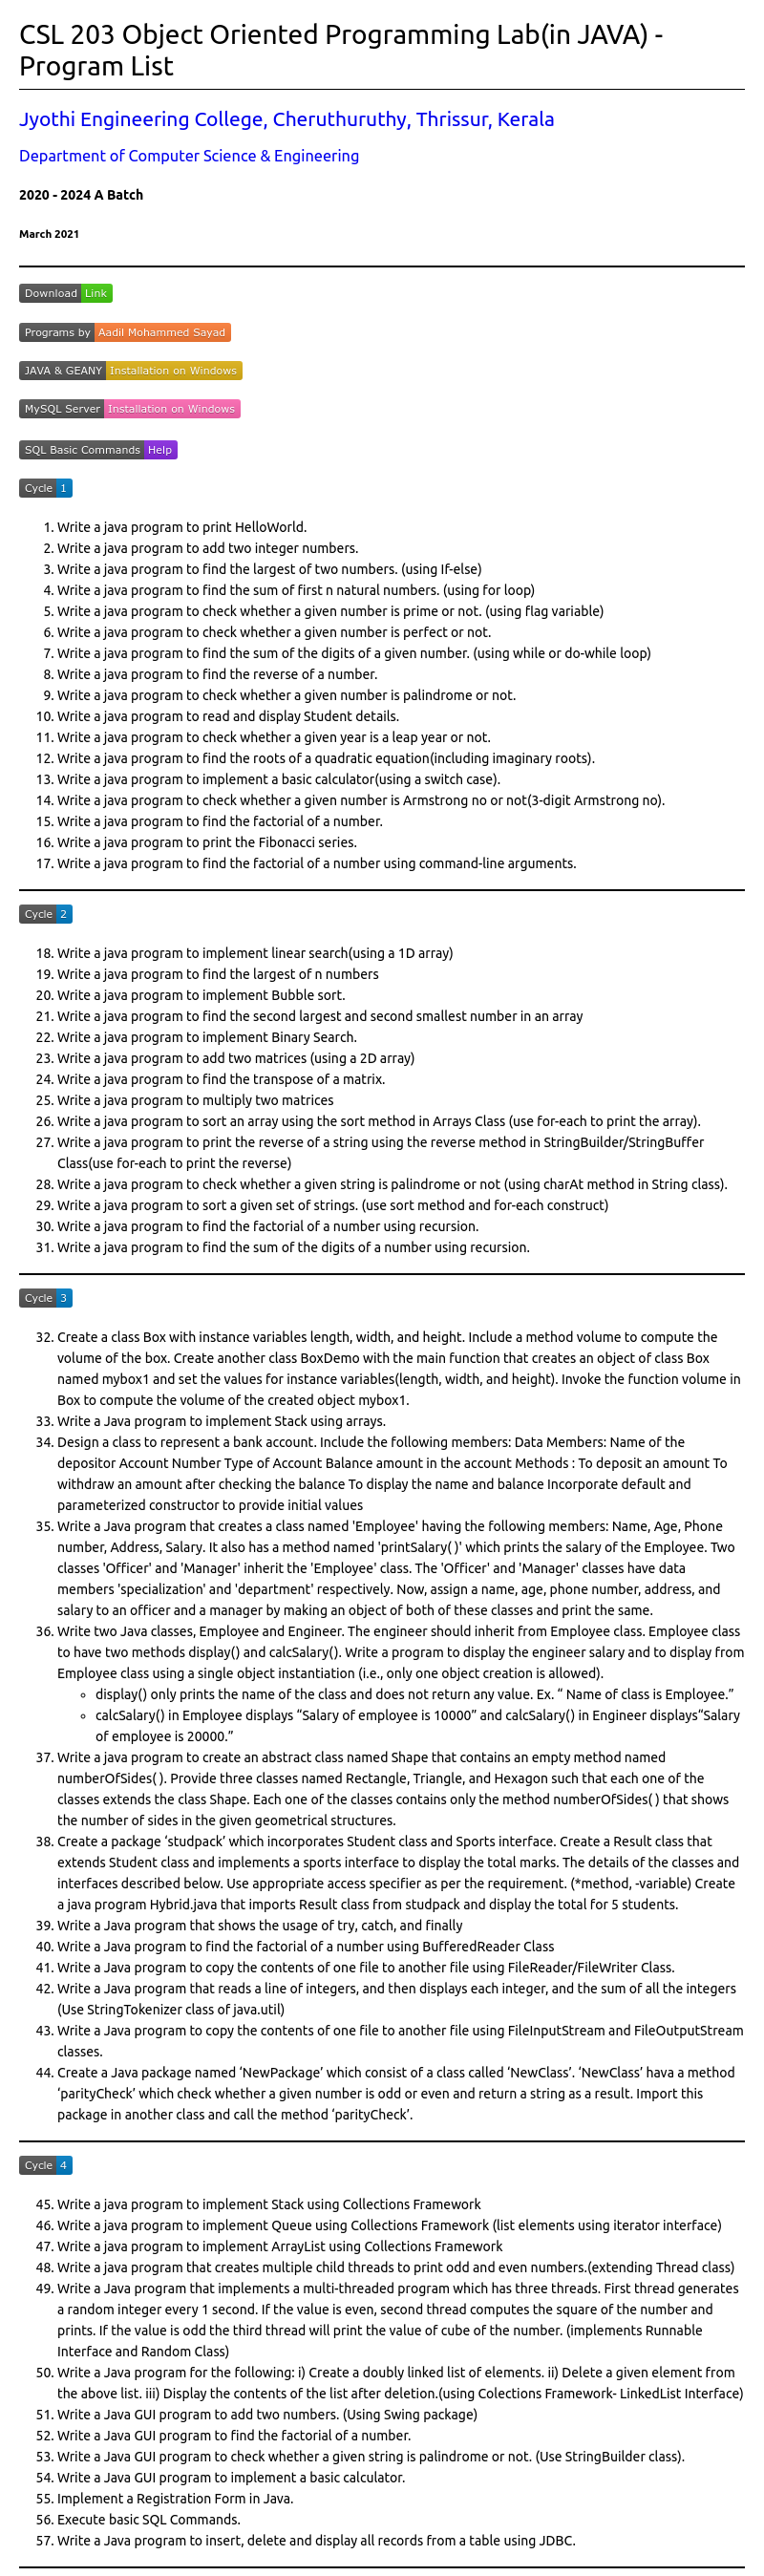 CSL 203 Object Oriented Programming Lab(in JAVA) -
Program List
Jyothi Engineering College, Cheruthuruthy, Thrissur, Kerala
Department of Computer Science & Engineering
2020 - 2024 A Batch
March 2021
Download Link
Programs by Aadil Mohammed Sayad
JAVA & GEANY Installation on Windows
MySQL Server Installation on Windows
SQL Basic Commands Help
Cycle 1
1. Write a java program to print HelloWorld.
2. Write a java program to add two integer numbers.
3. Write a java program to find the largest of two numbers. (using If-else)
4. Write a java program to find the sum of first n natural numbers. (using for loop)
5. Write a java program to check whether a given number is prime or not. (using flag variable)
6. Write a java program to check whether a given number is perfect or not.
7. Write a java program to find the sum of the digits of a given number. (using while or do-while loop)
8. Write a java program to find the reverse of a number.
9. Write a java program to check whether a given number is palindrome or not.
10. Write a java program to read and display Student details.
11. Write a java program to check whether a given year is a leap year or not.
12. Write a java program to find the roots of a quadratic equation(including imaginary roots).
13. Write a java program to implement a basic calculator(using a switch case).
14. Write a java program to check whether a given number is Armstrong no or not(3-digit Armstrong no).
15. Write a java program to find the factorial of a number.
16. Write a java program to print the Fibonacci series.
17. Write a java program to find the factorial of a number using command-line arguments.
Cycle 2
18. Write a java program to implement linear search(using a 1D array)
19. Write a java program to find the largest of n numbers
20. Write a java program to implement Bubble sort.
21. Write a java program to find the second largest and second smallest number in an array
22. Write a java program to implement Binary Search.
23. Write a java program to add two matrices (using a 2D array)
24. Write a java program to find the transpose of a matrix.
25. Write a java program to multiply two matrices
26. Write a java program to sort an array using the sort method in Arrays Class (use for-each to print the array).
27. Write a java program to print the reverse of a string using the reverse method in StringBuilder/StringBuffer
Class(use for-each to print the reverse)
28. Write a java program to check whether a given string is palindrome or not (using charAt method in String class).
29. Write a java program to sort a given set of strings. (use sort method and for-each construct)
30. Write a java program to find the factorial of a number using recursion.
31. Write a java program to find the sum of the digits of a number using recursion.
Cycle 3
32. Create a class Box with instance variables length, width, and height. Include a method volume to compute the
volume of the box. Create another class BoxDemo with the main function that creates an object of class Box
named mybox1 and set the values for instance variables(length, width, and height). Invoke the function volume in
Box to compute the volume of the created object mybox1.
33. Write a Java program to implement Stack using arrays.
34. Design a class to represent a bank account. Include the following members: Data Members: Name of the
depositor Account Number Type of Account Balance amount in the account Methods : To deposit an amount To
withdraw an amount after checking the balance To display the name and balance Incorporate default and
parameterized constructor to provide initial values
35. Write a Java program that creates a class named 'Employee' having the following members: Name, Age, Phone
number, Address, Salary. It also has a method named 'printSalary( )' which prints the salary of the Employee. Two
classes 'Officer' and 'Manager' inherit the 'Employee' class. The 'Officer' and 'Manager' classes have data
members 'specialization' and 'department' respectively. Now, assign a name, age, phone number, address, and
salary to an officer and a manager by making an object of both of these classes and print the same.
36. Write two Java classes, Employee and Engineer. The engineer should inherit from Employee class. Employee class
to have two methods display() and calcSalary(). Write a program to display the engineer salary and to display from
Employee class using a single object instantiation (i.e., only one object creation is allowed).
◦ display() only prints the name of the class and does not return any value. Ex. “ Name of class is Employee.”
◦ calcSalary() in Employee displays “Salary of employee is 10000” and calcSalary() in Engineer displays“Salary
of employee is 20000.”
37. Write a java program to create an abstract class named Shape that contains an empty method named
numberOfSides( ). Provide three classes named Rectangle, Triangle, and Hexagon such that each one of the
classes extends the class Shape. Each one of the classes contains only the method numberOfSides( ) that shows
the number of sides in the given geometrical structures.
38. Create a package ‘studpack’ which incorporates Student class and Sports interface. Create a Result class that
extends Student class and implements a sports interface to display the total marks. The details of the classes and
interfaces described below. Use appropriate access specifier as per the requirement. (*method, -variable) Create
a java program Hybrid.java that imports Result class from studpack and display the total for 5 students.
39. Write a Java program that shows the usage of try, catch, and finally
40. Write a Java program to find the factorial of a number using BufferedReader Class
41. Write a Java program to copy the contents of one file to another file using FileReader/FileWriter Class.
42. Write a Java program that reads a line of integers, and then displays each integer, and the sum of all the integers
(Use StringTokenizer class of java.util)
43. Write a Java program to copy the contents of one file to another file using FileInputStream and FileOutputStream
classes.
44. Create a Java package named ‘NewPackage’ which consist of a class called ‘NewClass’. ‘NewClass’ hava a method
‘parityCheck’ which check whether a given number is odd or even and return a string as a result. Import this
package in another class and call the method ‘parityCheck’.
Cycle 4
45. Write a java program to implement Stack using Collections Framework
46. Write a java program to implement Queue using Collections Framework (list elements using iterator interface)
47. Write a java program to implement ArrayList using Collections Framework
48. Write a java program that creates multiple child threads to print odd and even numbers.(extending Thread class)
49. Write a Java program that implements a multi-threaded program which has three threads. First thread generates
a random integer every 1 second. If the value is even, second thread computes the square of the number and
prints. If the value is odd the third thread will print the value of cube of the number. (implements Runnable
Interface and Random Class)
50. Write a Java program for the following: i) Create a doubly linked list of elements. ii) Delete a given element from
the above list. iii) Display the contents of the list after deletion.(using Colections Framework- LinkedList Interface)
51. Write a Java GUI program to add two numbers. (Using Swing package)
52. Write a Java GUI program to find the factorial of a number.
53. Write a Java GUI program to check whether a given string is palindrome or not. (Use StringBuilder class).
54. Write a Java GUI program to implement a basic calculator.
55. Implement a Registration Form in Java.
56. Execute basic SQL Commands.
57. Write a Java program to insert, delete and display all records from a table using JDBC.